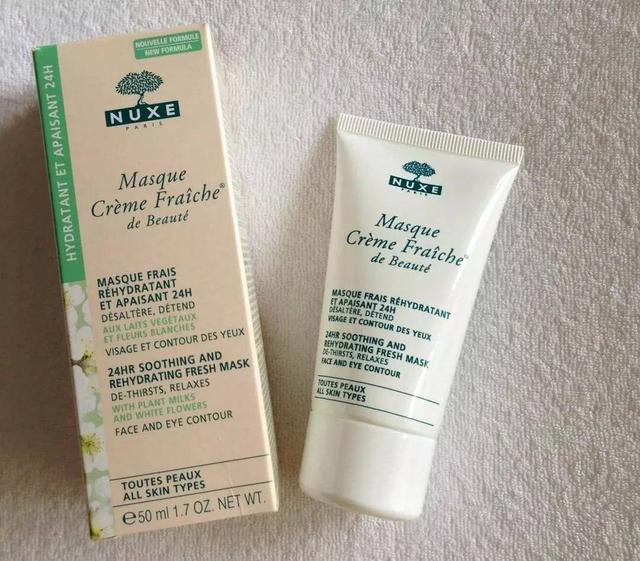 NOUVELLE FORMULE
NEW FORMULA
HYDRATANT ET APAISANT 24H
NUXE
PARIS
Masque
Crème Fraîche®
de Beauté
MASQUE FRAIS
RÉHYDRATANT
ET APAISANT 24H
DÉSALTÈRE, DÉTEND
AUX LAITS VÉGÉTAUX
ET FLEURS BLANCHES
VISAGE ET CONTOUR DES YEUX
24HR SOOTHING AND
REHYDRATING FRESH MASK
DE-THIRSTS, RELAXES
WITH PLANT MILKS
AND WHITE FLOWERS
FACE AND EYE CONTOUR
TOUTES PEAUX
ALL SKIN TYPES
e 50 ml 1.7 OZ. NET WT.
NUXE
PARIS
Masque
Crème Fraîche®
de Beauté
MASQUE FRAIS RÉHYDRATANT
ET APAISANT 24H
DÉSALTÈRE, DÉTEND
VISAGE ET CONTOUR DES YEUX
24HR SOOTHING AND
REHYDRATING FRESH MASK
DE-THIRSTS, RELAXES
FACE AND EYE CONTOUR
TOUTES PEAUX
ALL SKIN TYPES